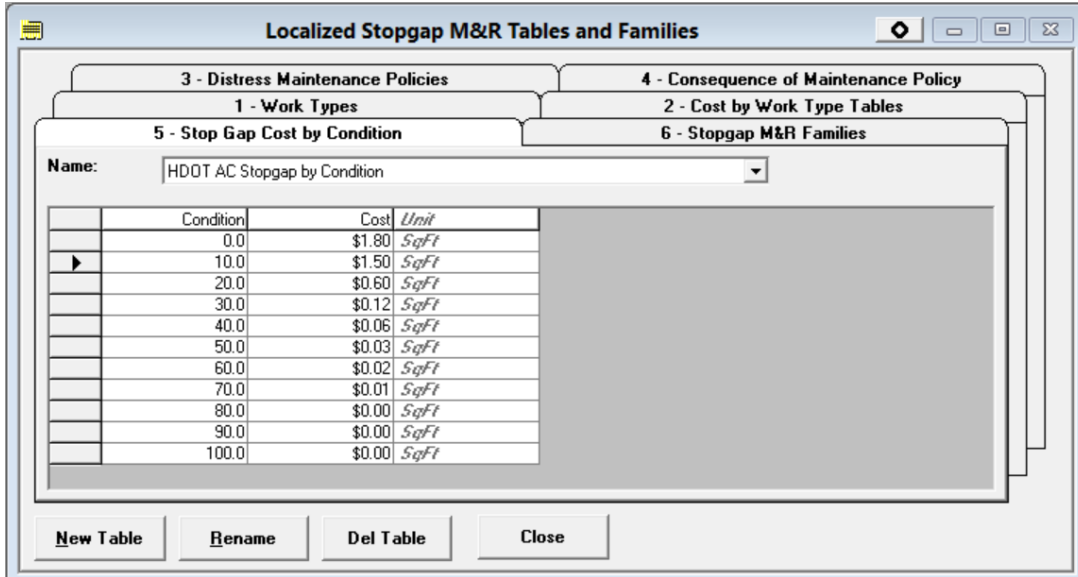 Localized Stopgap M&R Tables and Families
3 - Distress Maintenance Policies 4 - Consequence of Maintenance Policy
1 - Work Types 2 - Cost by Work Type Tables
5 - Stop Gap Cost by Condition 6 - Stopgap M&R Families
Name: HDOT AC Stopgap by Condition
Condition Cost Unit
0.0 $1.80 SqFt
10.0 $1.50 SqFt
20.0 $0.60 SqFt
30.0 $0.12 SqFt
40.0 $0.06 SqFt
50.0 $0.03 SqFt
60.0 $0.02 SqFt
70.0 $0.01 SqFt
80.0 $0.00 SqFt
90.0 $0.00 SqFt
100.0 $0.00 SqFt
New Table Rename Del Table Close